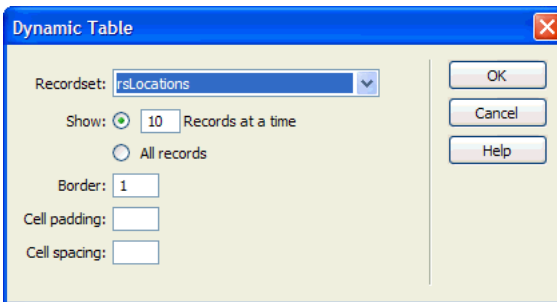 Dynamic Table
Recordset: rsLocations
Show: 10 Records at a time
All records
Border: 1
Cell padding:
Cell spacing:
OK
Cancel
Help